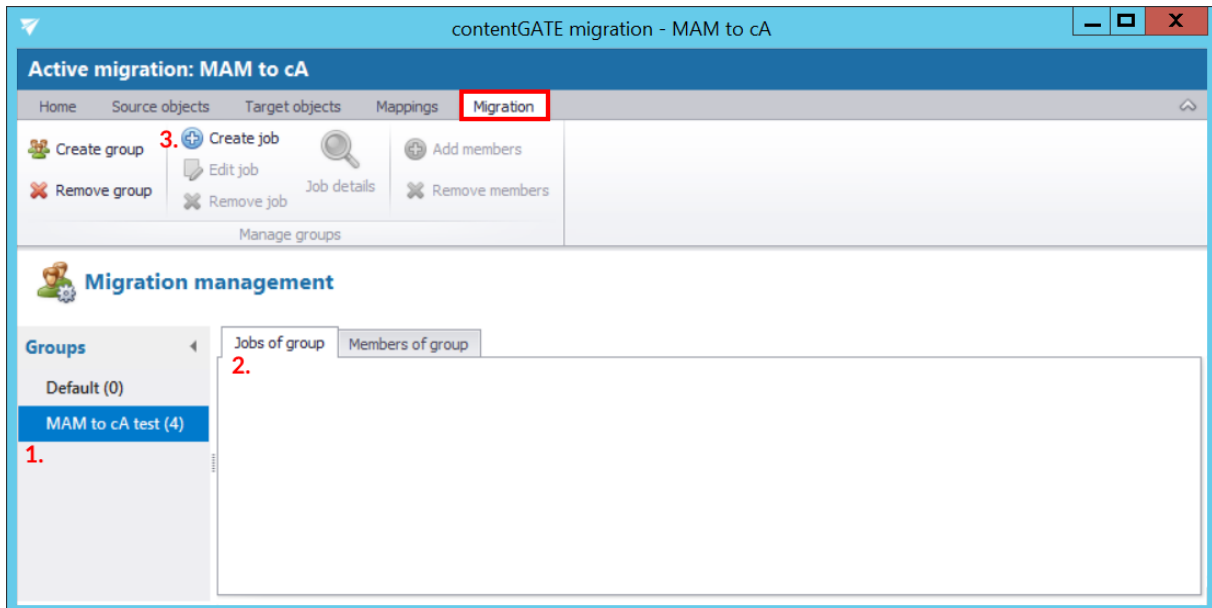 contentGATE migration - MAM to cA
X
Active migration: MAM to cA
Home Source objects Target objects Mappings Migration
3. Create job
Create group
Edit job
Add members
Remove group
Remove job
Job details
Remove members
Manage groups
Migration management
Groups
Jobs of group Members of group
2.
Default (0)
MAM to cA test (4)
1.